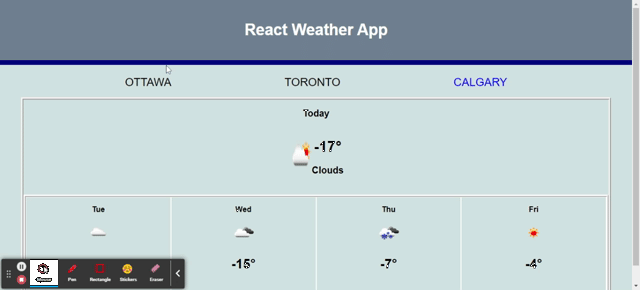 React Weather App
OTTAWA TORONTO CALGARY
Today
-17°
Clouds
Tue Wed Thu Fri
-15° -7° -4°
Pen Rectangle Stickers Eraser